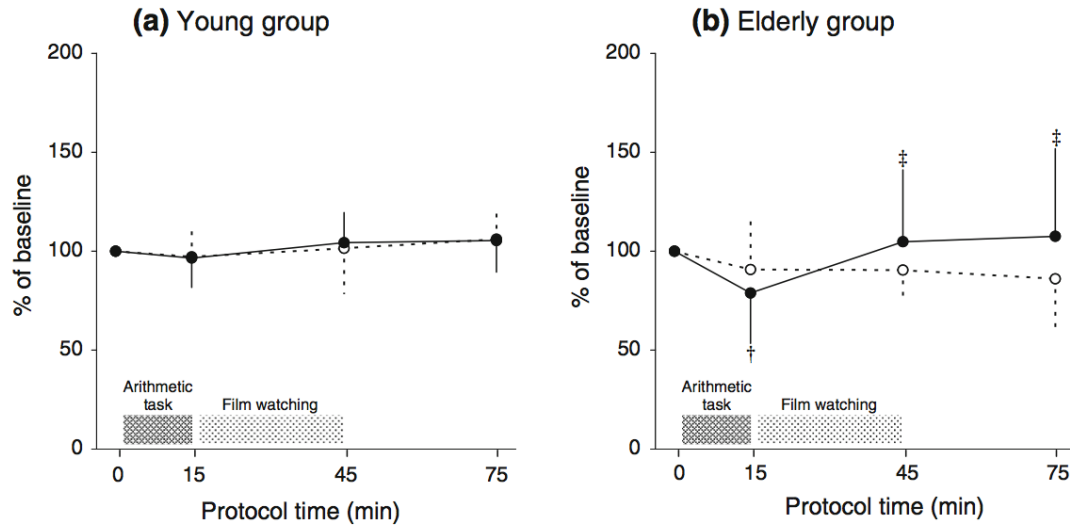 (a) Young group
200
150
100
50
0
% of baseline
Arithmetic
task
Film watching
0 15 45 75
Protocol time (min)
(b) Elderly group
200
150
100
50
0
% of baseline
‡
‡
†
Arithmetic
task
Film watching
0 15 45 75
Protocol time (min)